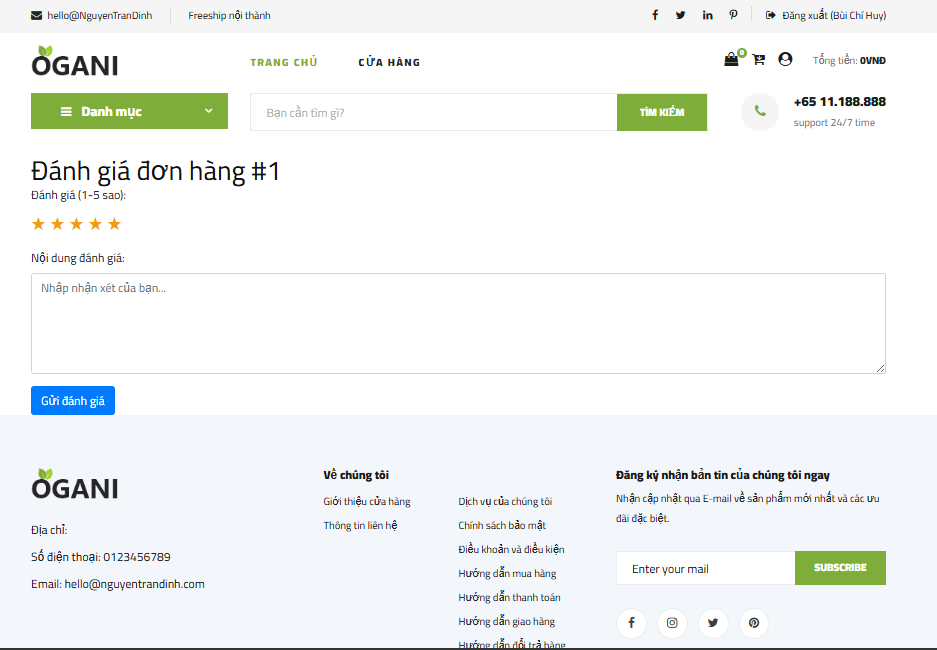 hello@NguyenTranDinh Freeship nội thành Đăng xuất (Bùi Chí Huy)
OGANI TRANG CHỦ CỬA HÀNG 0 Tổng tiền: 0VNĐ
Danh mục Bạn cần tìm gì? TÌM KIẾM +65 11.188.888
support 24/7 time
Đánh giá đơn hàng #1
Đánh giá (1-5 sao):
★ ★ ★ ★ ★
Nội dung đánh giá:
Nhập nhận xét của bạn...
Gửi đánh giá
OGANI
Địa chỉ:
Số điện thoại: 0123456789
Email: hello@nguyentrandinh.com
Về chúng tôi
Giới thiệu cửa hàng
Thông tin liên hệ
Dịch vụ của chúng tôi
Chính sách bảo mật
Điều khoản và điều kiện
Hướng dẫn mua hàng
Hướng dẫn thanh toán
Hướng dẫn giao hàng
Hướng dẫn đổi trả hàng
Đăng ký nhận bản tin của chúng tôi ngay
Nhận cập nhật qua E-mail về sản phẩm mới nhất và các ưu
đãi đặc biệt.
Enter your mail SUBSCRIBE